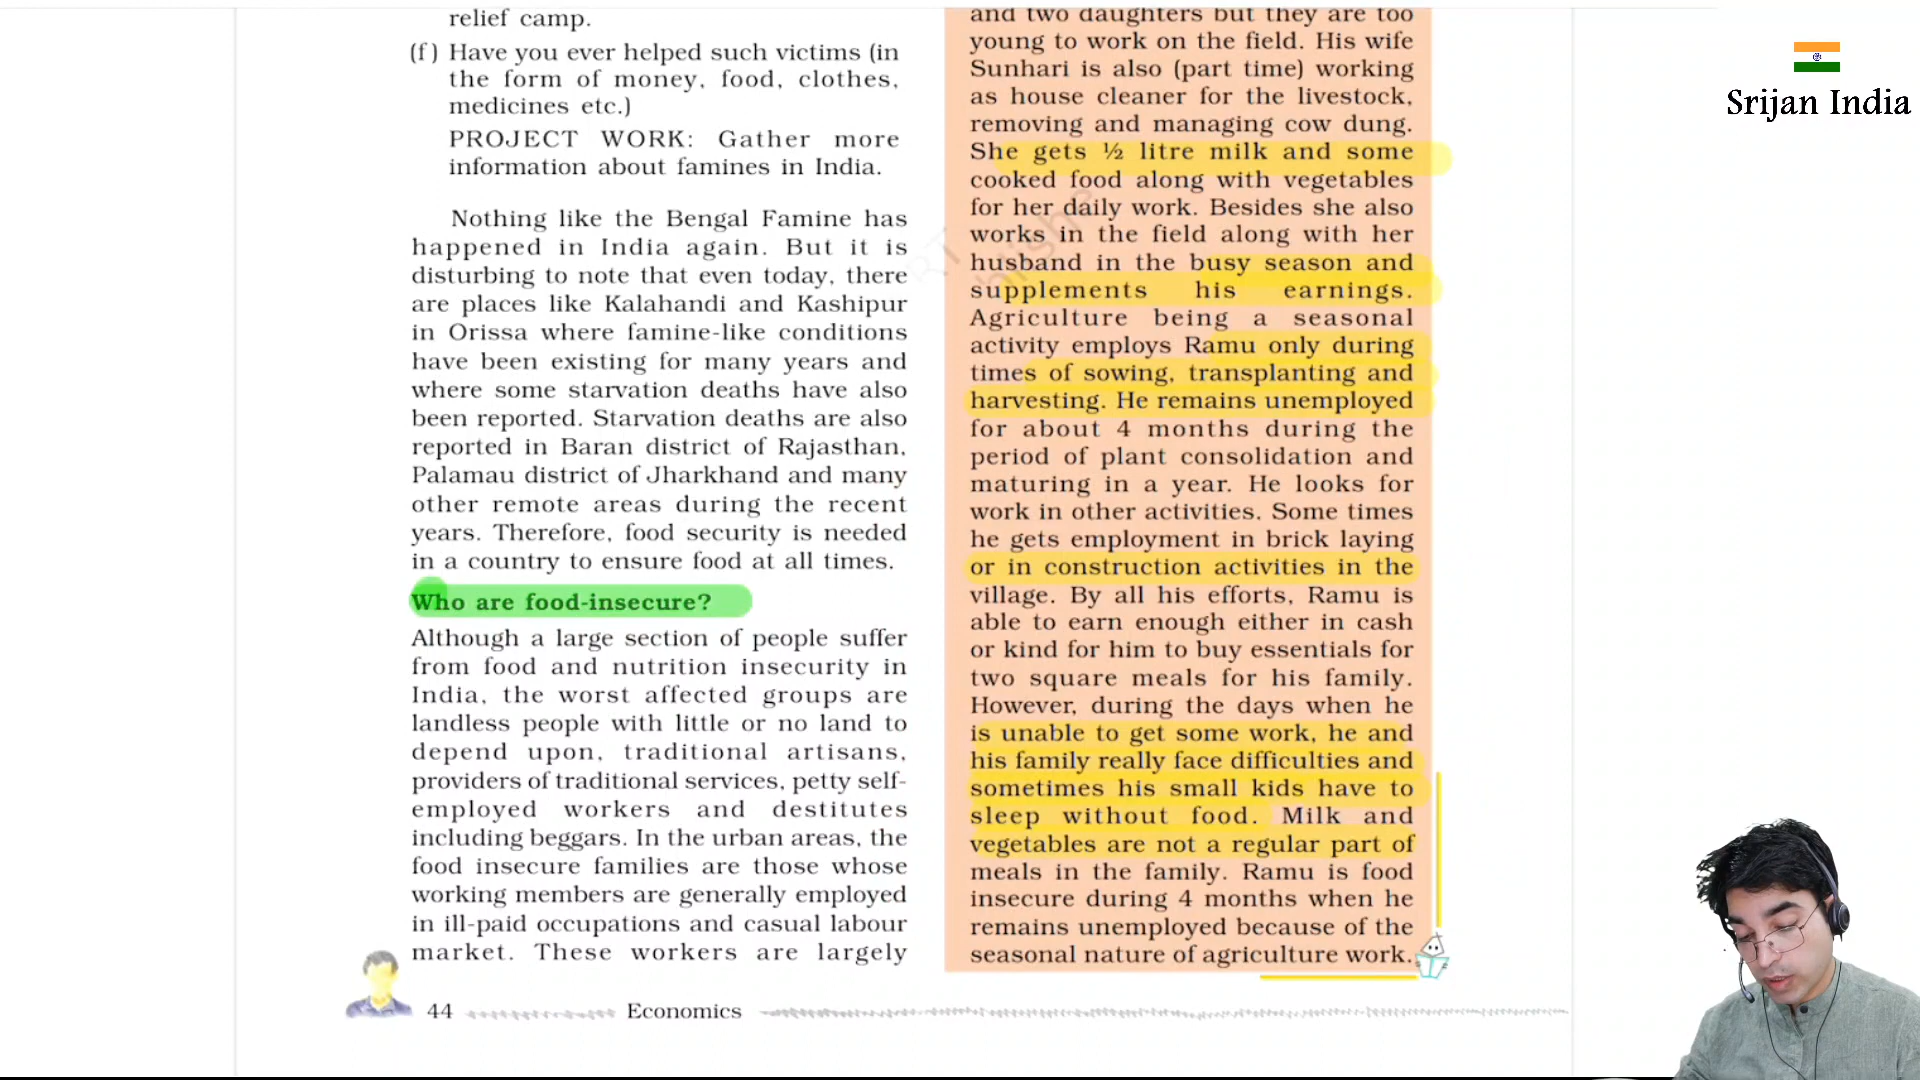 relief camp.
(f) Have you ever helped such victims (in
the form of money, food, clothes,
medicines etc.)
PROJECT WORK: Gather more
information about famines in India.
Nothing like the Bengal Famine has
happened in India again. But it is
disturbing to note that even today, there
are places like Kalahandi and Kashipur
in Orissa where famine-like conditions
have been existing for many years and
where some starvation deaths have also
been reported. Starvation deaths are also
reported in Baran district of Rajasthan,
Palamau district of Jharkhand and many
other remote areas during the recent
years. Therefore, food security is needed
in a country to ensure food at all times.
Who are food-insecure?
Although a large section of people suffer
from food and nutrition insecurity in
India, the worst affected groups are
landless people with little or no land to
depend upon, traditional artisans,
providers of traditional services, petty self-
employed workers and destitutes
including beggars. In the urban areas, the
food insecure families are those whose
working members are generally employed
in ill-paid occupations and casual labour
market. These workers are largely
and two daughters but they are too
young to work on the field. His wife
Sunhari is also (part time) working
as house cleaner for the livestock,
removing and managing cow dung.
She gets ½ litre milk and some
cooked food along with vegetables
for her daily work. Besides she also
works in the field along with her
husband in the busy season and
supplements his earnings.
Agriculture being a seasonal
activity employs Ramu only during
times of sowing, transplanting and
harvesting. He remains unemployed
for about 4 months during the
period of plant consolidation and
maturing in a year. He looks for
work in other activities. Some times
he gets employment in brick laying
or in construction activities in the
village. By all his efforts, Ramu is
able to earn enough either in cash
or kind for him to buy essentials for
two square meals for his family.
However, during the days when he
is unable to get some work, he and
his family really face difficulties and
sometimes his small kids have to
sleep without food. Milk and
vegetables are not a regular part of
meals in the family. Ramu is food
insecure during 4 months when he
remains unemployed because of the
seasonal nature of agriculture work.
44 Economics
Srijan India